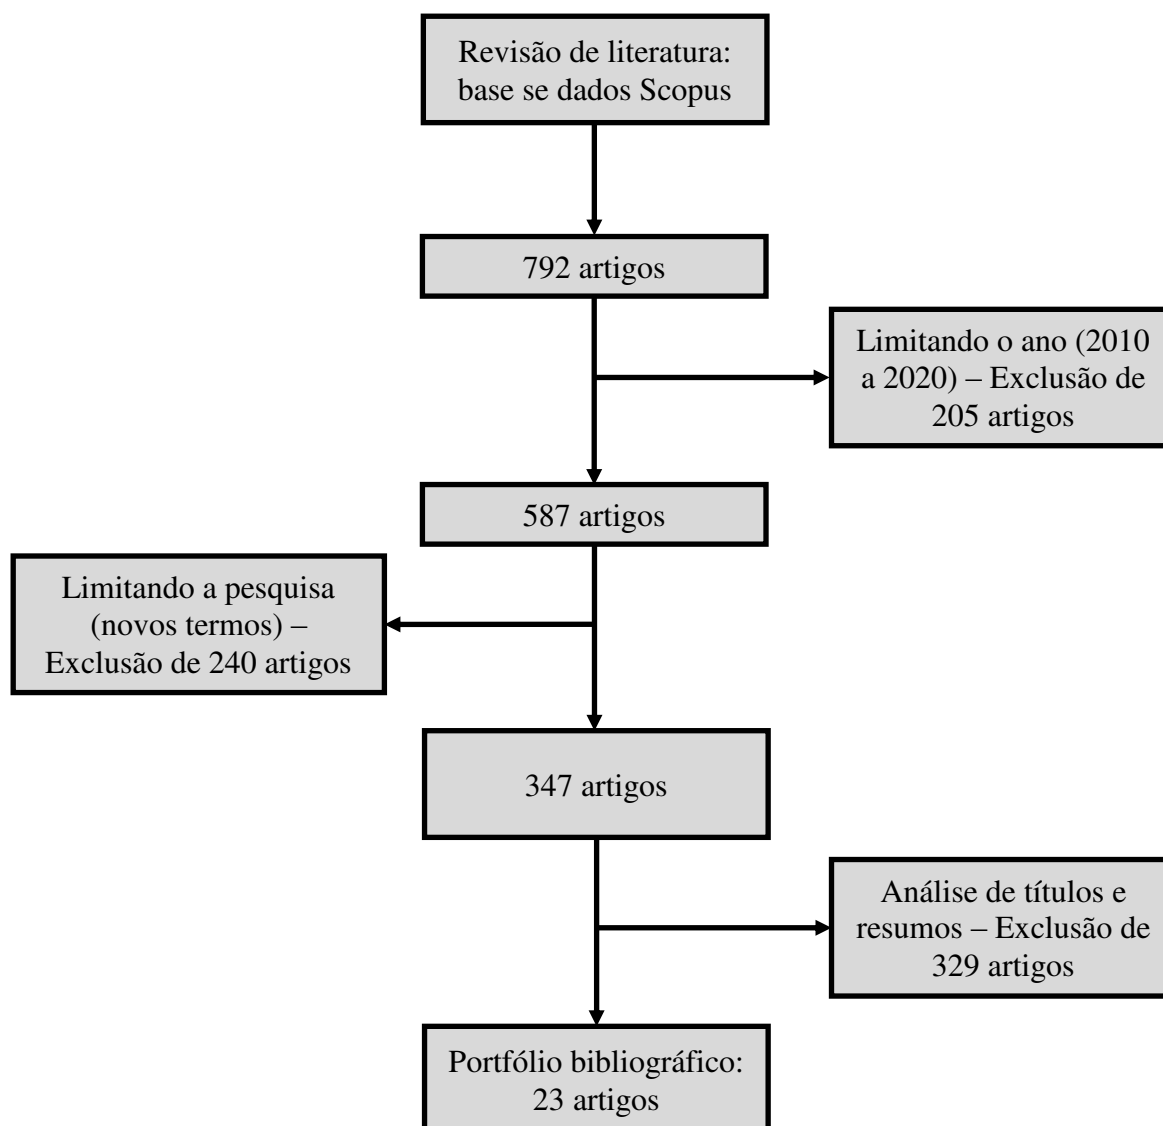 Revisão de literatura:
base se dados Scopus
792 artigos
Limitando o ano (2010
a 2020) – Exclusão de
205 artigos
587 artigos
Limitando a pesquisa
(novos termos) –
Exclusão de 240 artigos
347 artigos
Análise de títulos e
resumos – Exclusão de
329 artigos
Portfólio bibliográfico:
23 artigos